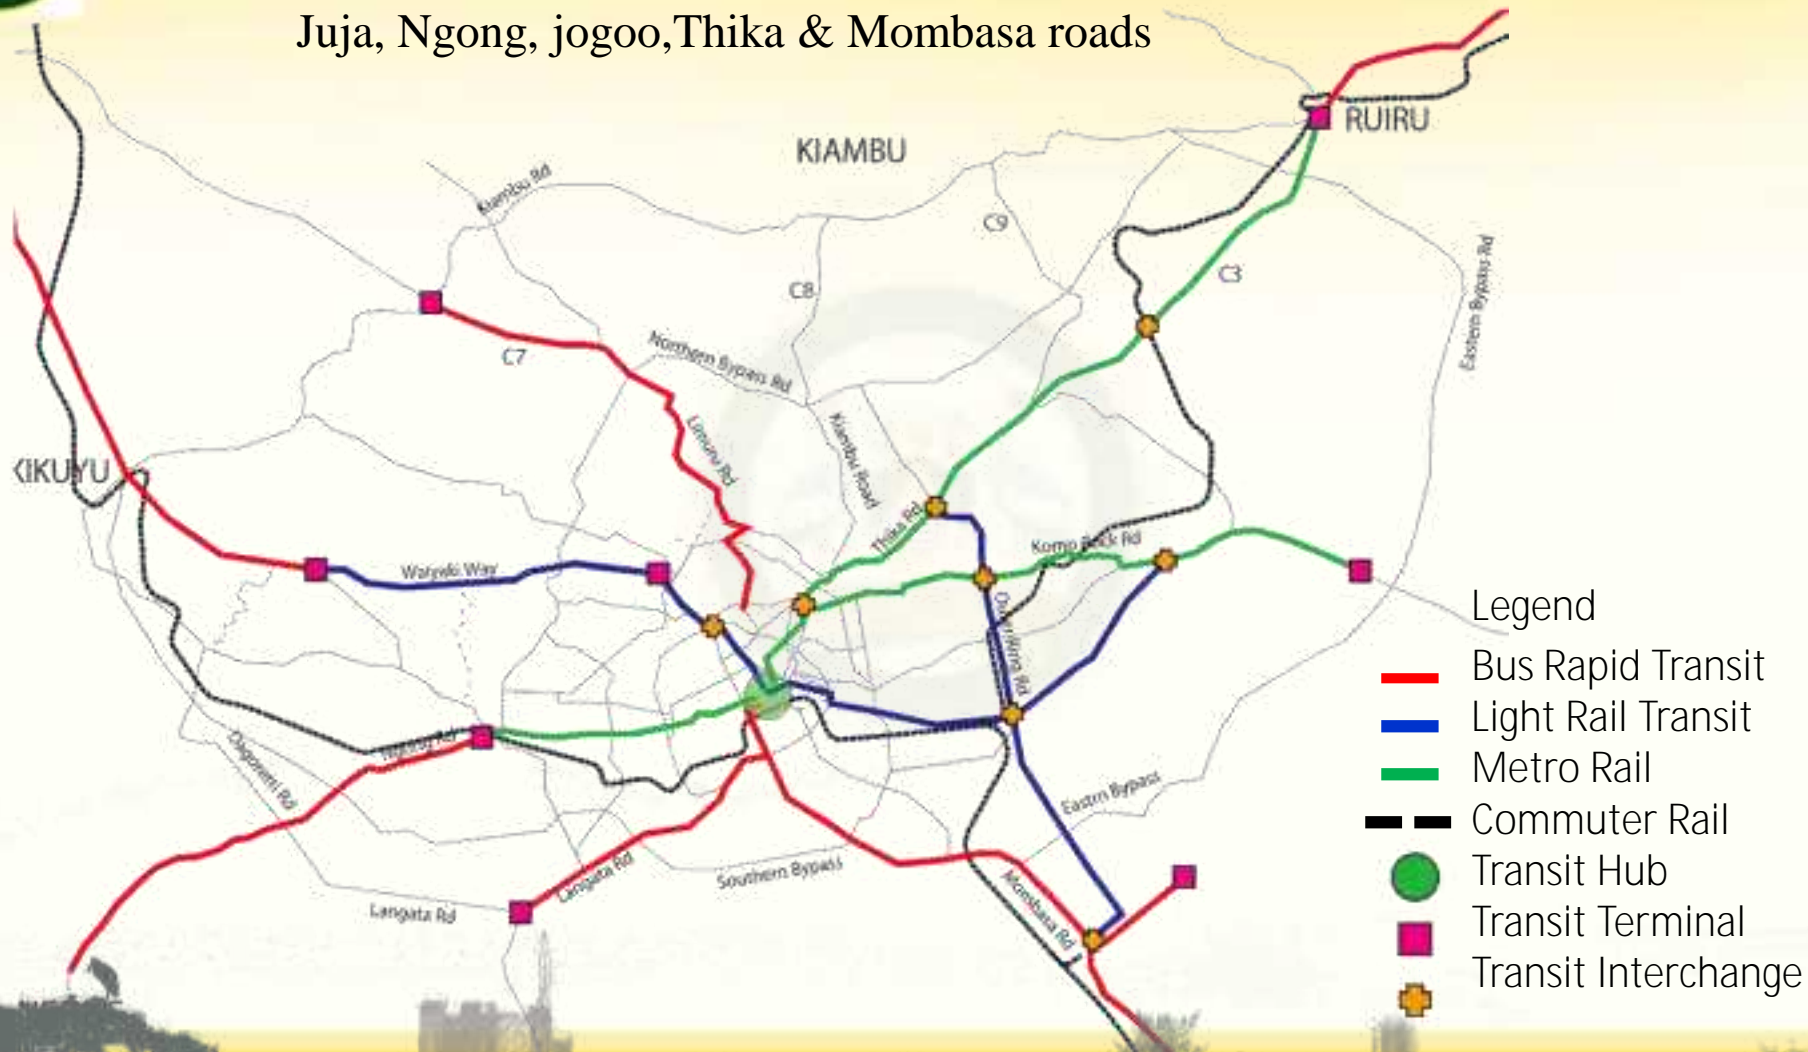 Juja, Ngong, jogoo,Thika & Mombasa roads
RUIRU
KIAMBU
Kiambu Rd
C9
C3
Eastern Bypass Rd
C8
C7
Northern Bypass Rd
Limuru Rd
Kiambu Road
KIKUYU
Thika Rd
Komo Rock Rd
Waiyaki Way
Outer Ring Rd
Ngong Rd
Dagoretti Rd
Eastrn Bypass
Langata Rd
Southern Bypass
Mombasa Rd
Langata Rd
Legend
Bus Rapid Transit
Light Rail Transit
Metro Rail
Commuter Rail
Transit Hub
Transit Terminal
Transit Interchange